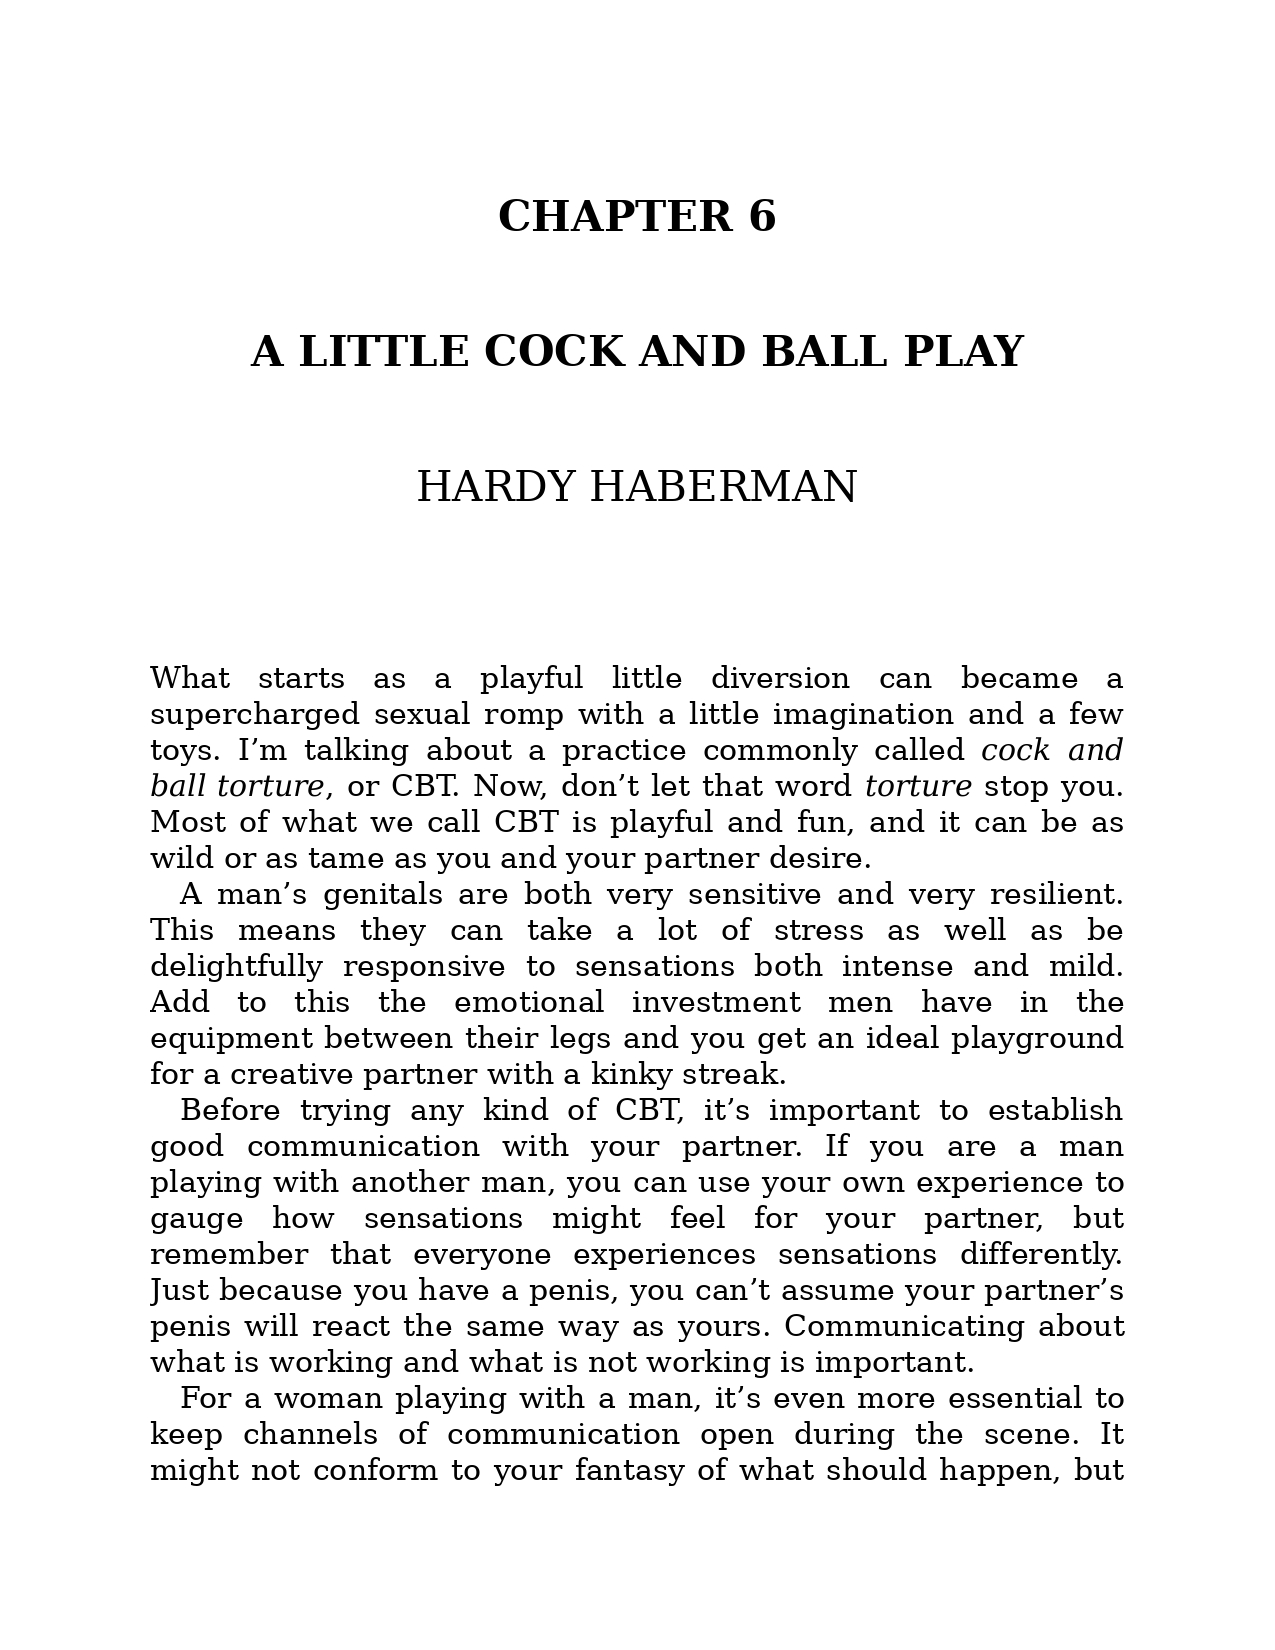 CHAPTER 6
A LITTLE COCK AND BALL PLAY
HARDY HABERMAN
What starts as a playful little diversion can became a
supercharged sexual romp with a little imagination and a few
toys. I’m talking about a practice commonly called cock and
ball torture, or CBT. Now, don’t let that word torture stop you.
Most of what we call CBT is playful and fun, and it can be as
wild or as tame as you and your partner desire.
A man’s genitals are both very sensitive and very resilient.
This means they can take a lot of stress as well as be
delightfully responsive to sensations both intense and mild.
Add to this the emotional investment men have in the
equipment between their legs and you get an ideal playground
for a creative partner with a kinky streak.
Before trying any kind of CBT, it’s important to establish
good communication with your partner. If you are a man
playing with another man, you can use your own experience to
gauge how sensations might feel for your partner, but
remember that everyone experiences sensations differently.
Just because you have a penis, you can’t assume your partner’s
penis will react the same way as yours. Communicating about
what is working and what is not working is important.
For a woman playing with a man, it’s even more essential to
keep channels of communication open during the scene. It
might not conform to your fantasy of what should happen, but